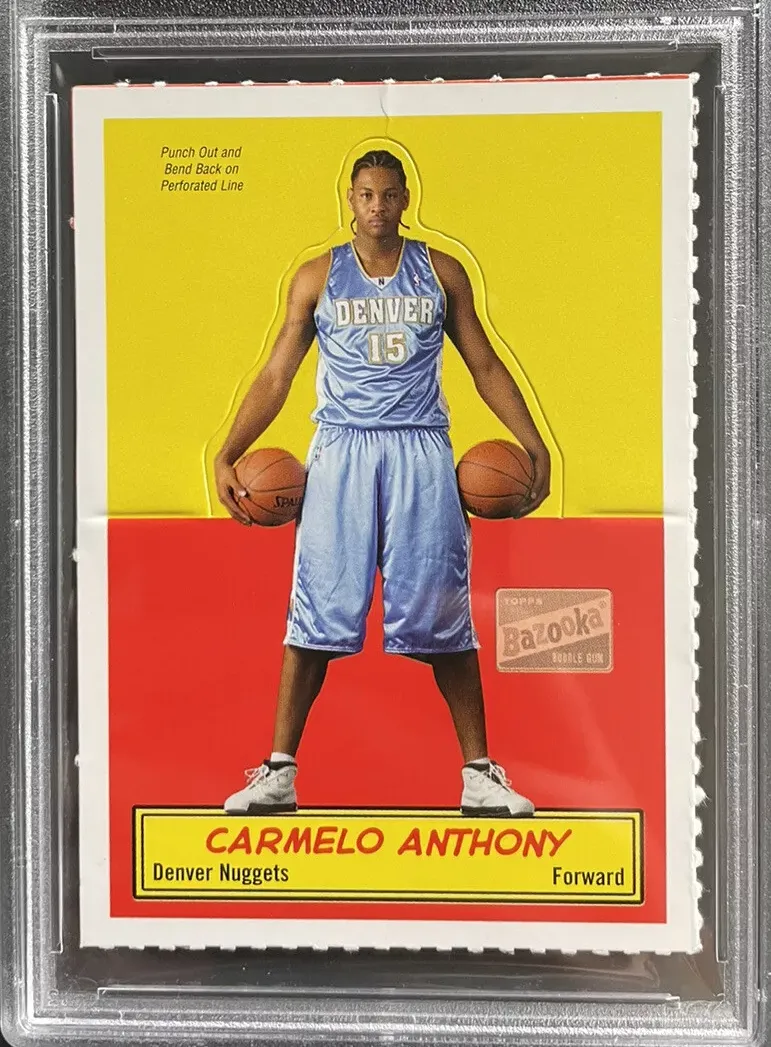 Punch Out and
Bend Back on
Perforated Line
N
DENVER
15
SPAL
TOPPS
Bazooka®
BUBBLE GUM
CARMELO ANTHONY
Denver Nuggets
Forward